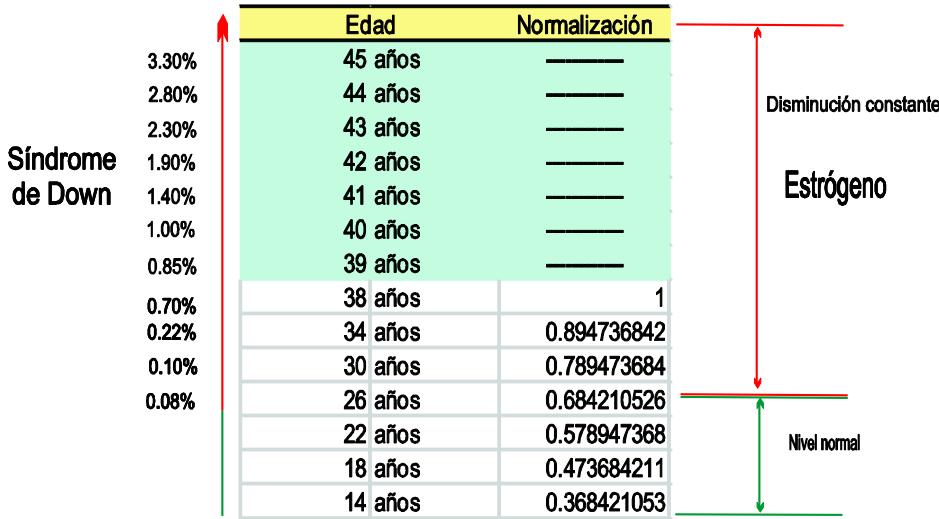 Edad Normalización
3.30% 45 años ————
2.80% 44 años ————
Disminución constante
2.30% 43 años ————
Síndrome
de Down
1.90% 42 años ————
Estrógeno
1.40% 41 años ————
1.00% 40 años ————
0.85% 39 años ————
0.70% 38 años 1
0.22% 34 años 0.894736842
0.10% 30 años 0.789473684
0.08% 26 años 0.684210526
22 años 0.578947368
Nivel normal
18 años 0.473684211
14 años 0.368421053